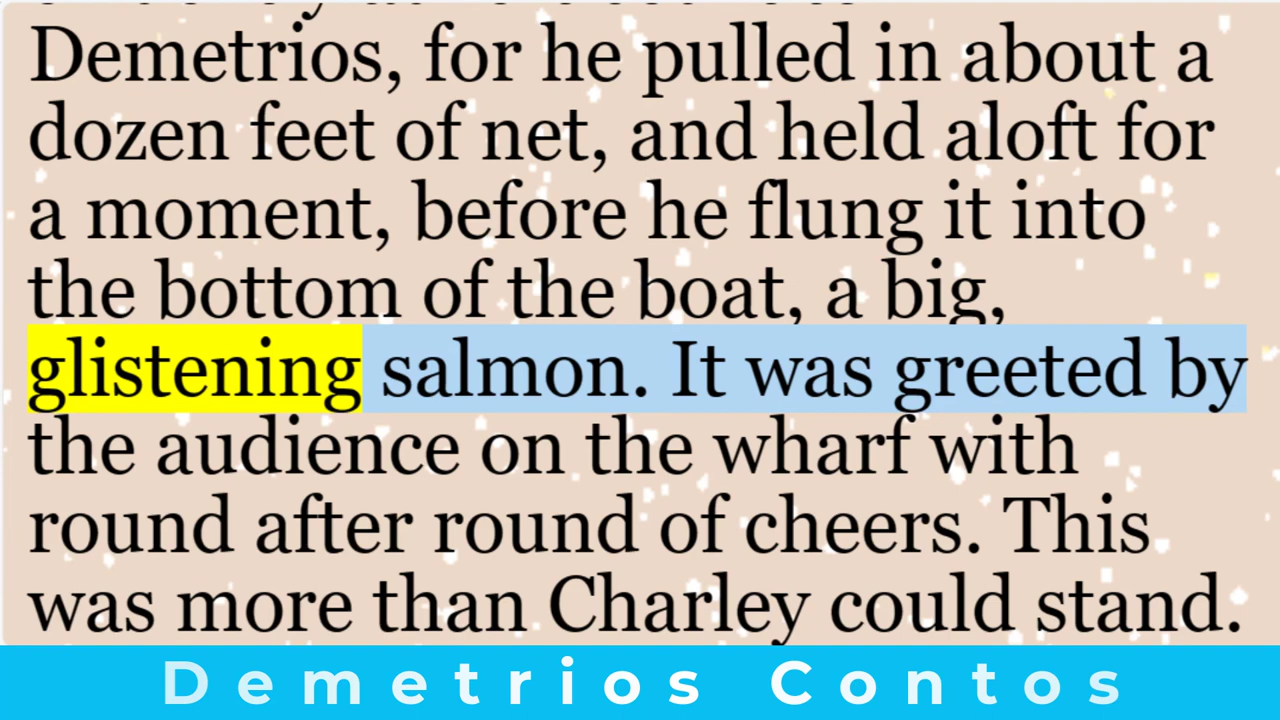 Demetrios, for he pulled in about a
dozen feet of net, and held aloft for
a moment, before he flung it into
the bottom of the boat, a big,
glistening salmon. It was greeted by
the audience on the wharf with
round after round of cheers. This
was more than Charley could stand.
Demetrios Contos